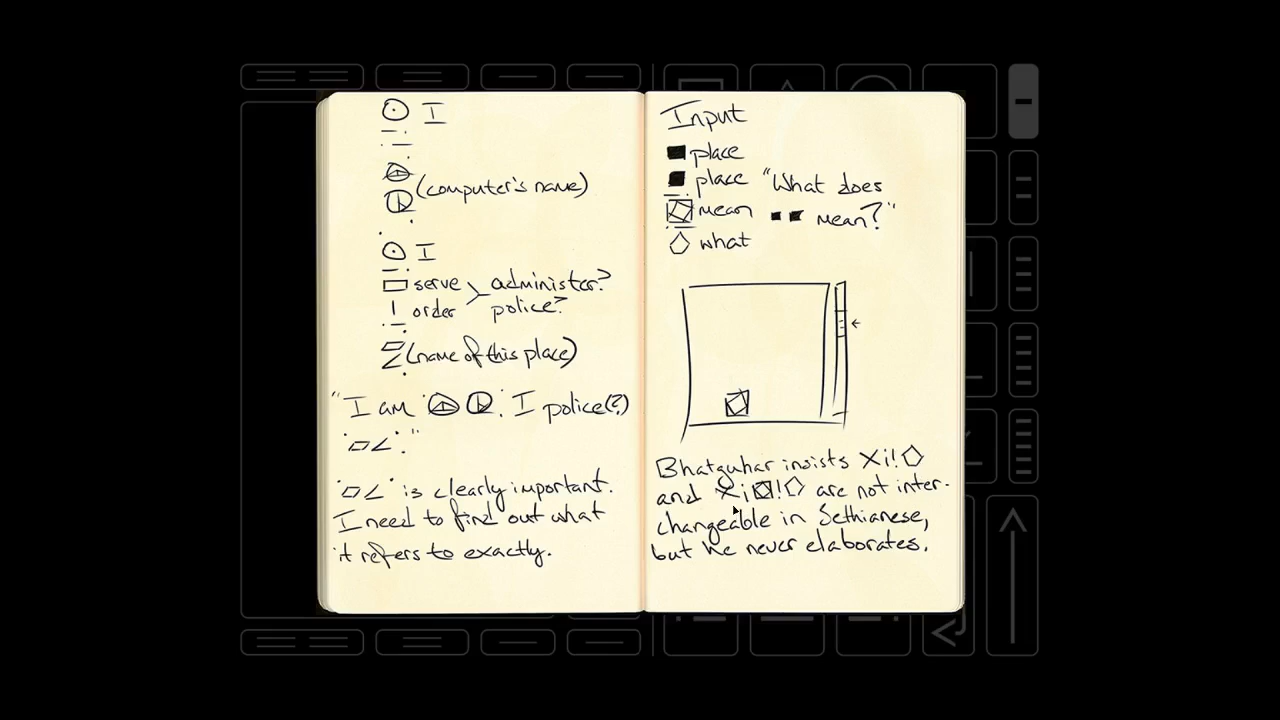 I
(computer's name)
I
serve administer?
order police?
(name of this place)
"I am : I police(?)
."
is clearly important.
I need to find out what
it refers to exactly.
Input
place
place "What does
mean mean?"
what
Bhatguhar insists Xi!⬠
and Xi!⬠ are not inter-
changeable in Sethianese,
but he never elaborates.